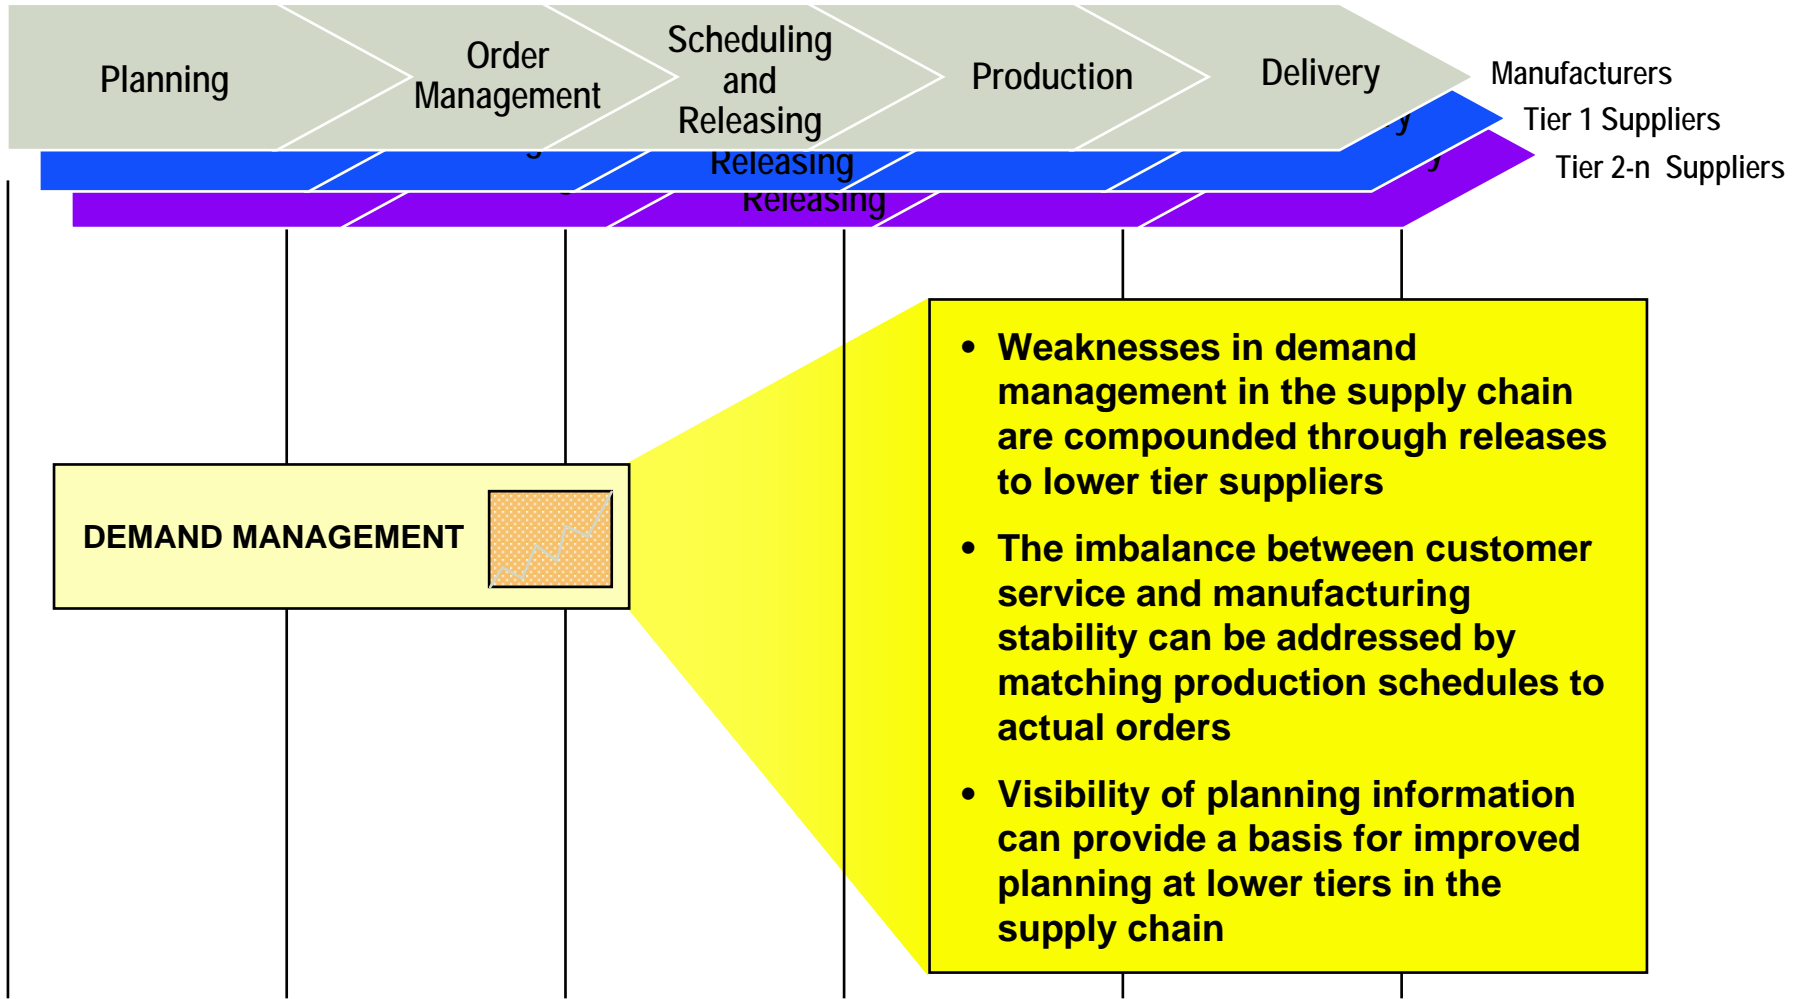 Planning
Order
Management
Scheduling
and
Releasing
Production
Delivery
Manufacturers
Tier 1 Suppliers
Releasing
Tier 2-n Suppliers
Releasing
DEMAND MANAGEMENT
• Weaknesses in demand
management in the supply chain
are compounded through releases
to lower tier suppliers
• The imbalance between customer
service and manufacturing
stability can be addressed by
matching production schedules to
actual orders
• Visibility of planning information
can provide a basis for improved
planning at lower tiers in the
supply chain